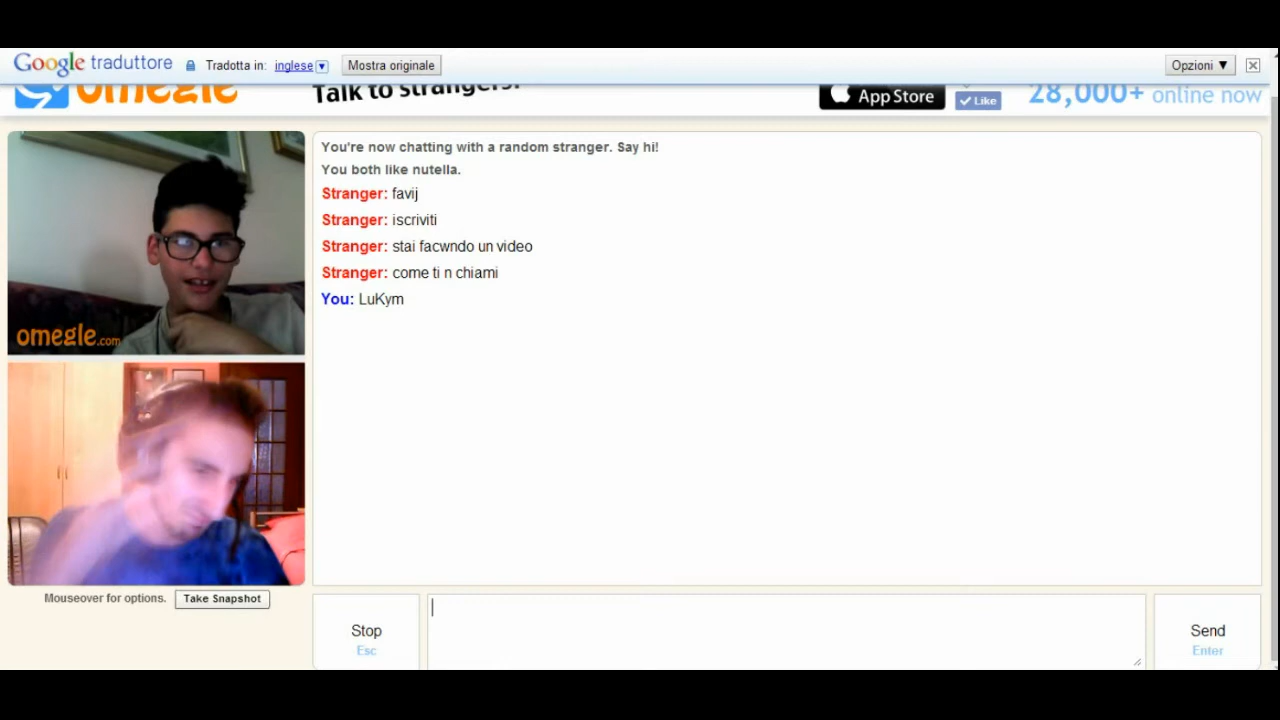 Google traduttore Tradotta in: inglese Mostra originale Opzioni ▼
omegle Talk to Strangers! App Store Like 28,000+ online now
You're now chatting with a random stranger. Say hi!
You both like nutella.
Stranger: favij
Stranger: iscriviti
Stranger: stai facwndo un video
Stranger: come ti n chiami
You: LuKym
omegle.com
Mouseover for options. Take Snapshot
Stop
Esc
Send
Enter